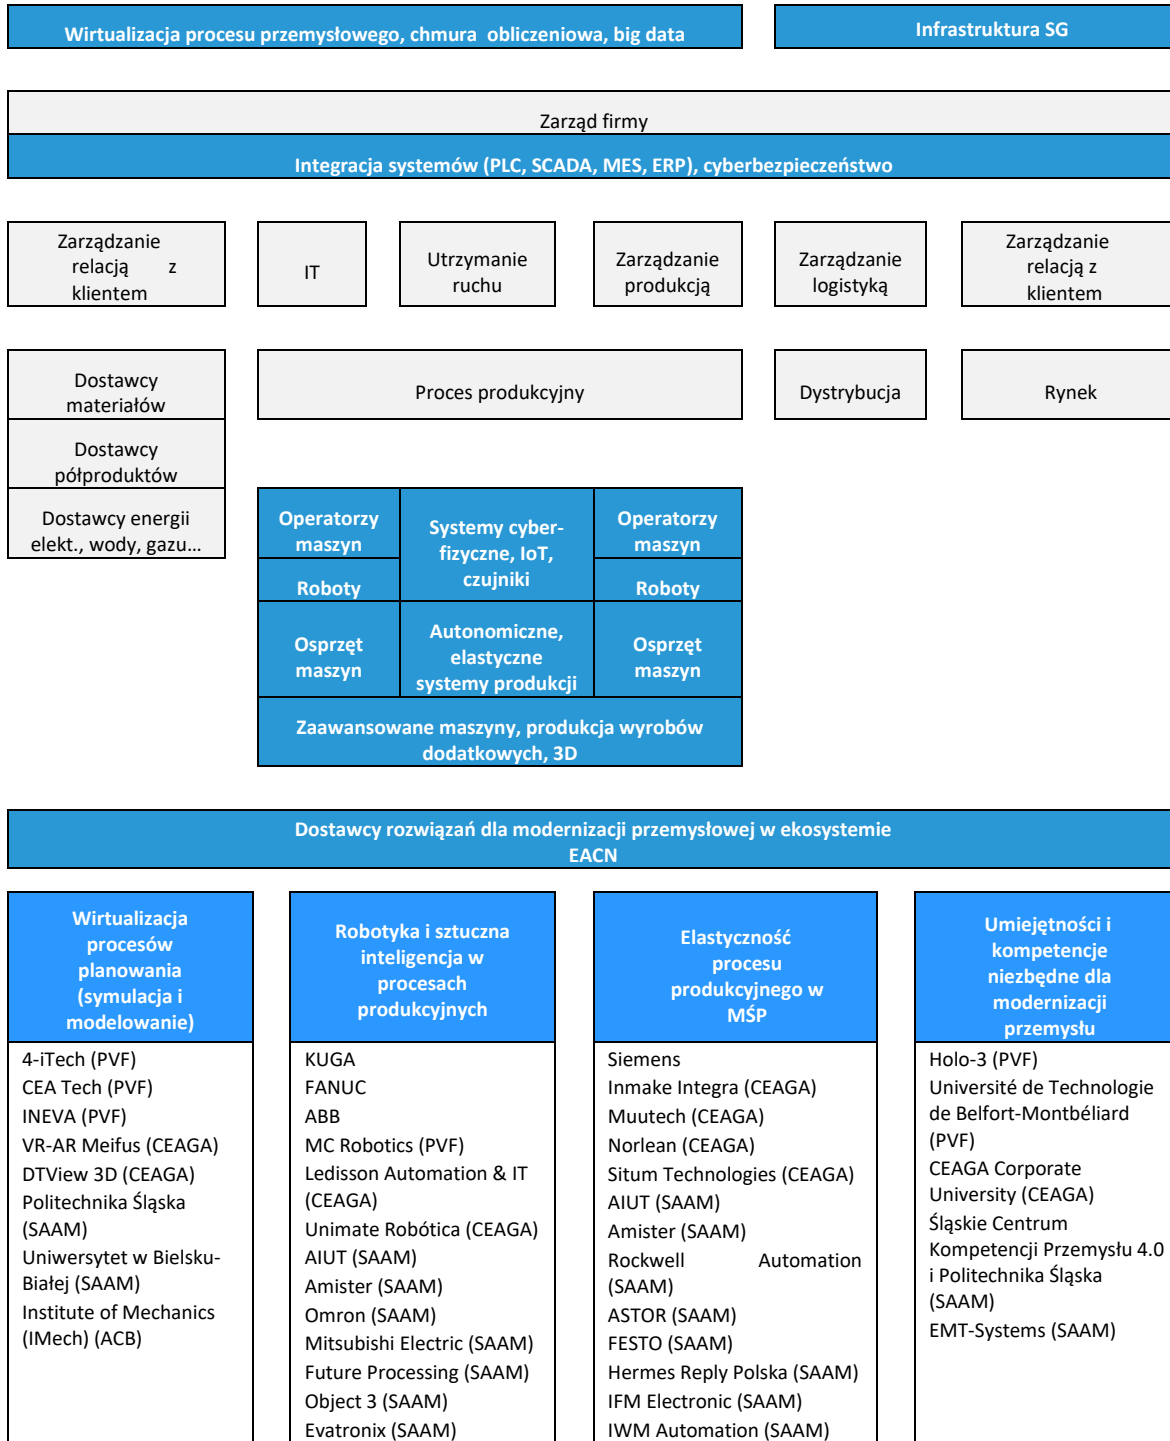 Wirtualizacja procesu przemysłowego, chmura obliczeniowa, big data
Infrastruktura SG
Zarząd firmy
Integracja systemów (PLC, SCADA, MES, ERP), cyberbezpieczeństwo
Zarządzanie
relacją z
klientem
IT
Utrzymanie
ruchu
Zarządzanie
produkcją
Zarządzanie
logistyką
Zarządzanie
relacją z
klientem
Dostawcy
materiałów
Proces produkcyjny
Dystrybucja
Rynek
Dostawcy
półproduktów
Dostawcy energii
elekt., wody, gazu...
Operatorzy
maszyn
Systemy cyber-
fizyczne, IoT,
czujniki
Operatorzy
maszyn
Roboty
Roboty
Osprzęt
maszyn
Autonomiczne,
elastyczne
systemy produkcji
Osprzęt
maszyn
Zaawansowane maszyny, produkcja wyrobów
dodatkowych, 3D
Dostawcy rozwiązań dla modernizacji przemysłowej w ekosystemie
EACN
Wirtualizacja
procesów
planowania
(symulacja i
modelowanie)
4-iTech (PVF)
CEA Tech (PVF)
INEVA (PVF)
VR-AR Meifus (CEAGA)
DTView 3D (CEAGA)
Politechnika Śląska
(SAAM)
Uniwersytet w Bielsku-
Białej (SAAM)
Institute of Mechanics
(IMech) (ACB)
Robotyka i sztuczna
inteligencja w
procesach
produkcyjnych
KUGA
FANUC
ABB
MC Robotics (PVF)
Ledisson Automation & IT
(CEAGA)
Unimate Robótica (CEAGA)
AIUT (SAAM)
Amister (SAAM)
Omron (SAAM)
Mitsubishi Electric (SAAM)
Future Processing (SAAM)
Object 3 (SAAM)
Evatronix (SAAM)
Elastyczność
procesu
produkcyjnego w
MŚP
Siemens
Inmake Integra (CEAGA)
Muutech (CEAGA)
Norlean (CEAGA)
Situm Technologies (CEAGA)
AIUT (SAAM)
Amister (SAAM)
Rockwell Automation
(SAAM)
ASTOR (SAAM)
FESTO (SAAM)
Hermes Reply Polska (SAAM)
IFM Electronic (SAAM)
IWM Automation (SAAM)
Umiejętności i
kompetencje
niezbędne dla
modernizacji
przemysłu
Holo-3 (PVF)
Université de Technologie
de Belfort-Montbéliard
(PVF)
CEAGA Corporate
University (CEAGA)
Śląskie Centrum
Kompetencji Przemysłu 4.0
i Politechnika Śląska
(SAAM)
EMT-Systems (SAAM)